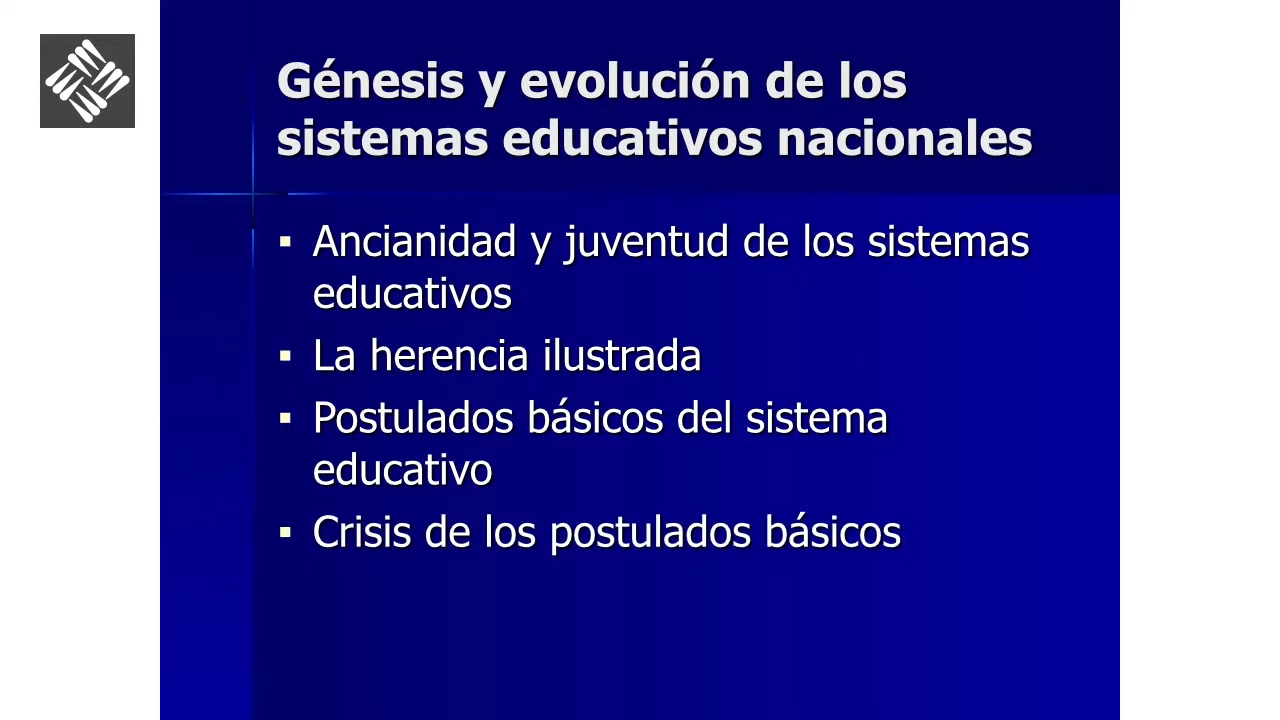 Génesis y evolución de los
sistemas educativos nacionales
▪ Ancianidad y juventud de los sistemas
educativos
▪ La herencia ilustrada
▪ Postulados básicos del sistema
educativo
▪ Crisis de los postulados básicos